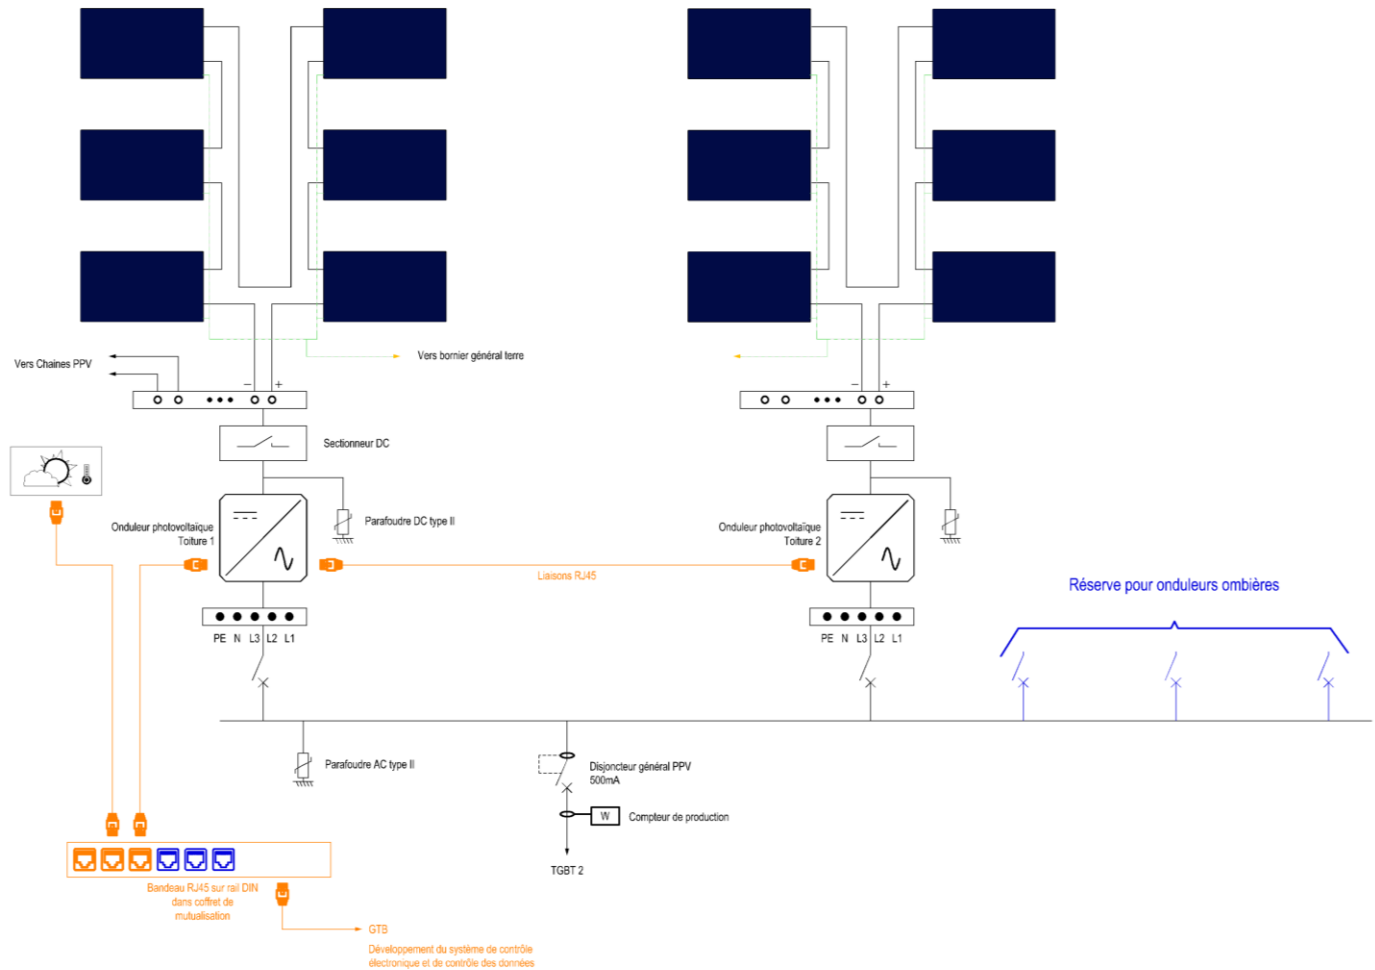 Vers bornier général terre
Vers Chaines PPV
− +
− +
Sectionneur DC
Onduleur photovoltaïque
Toiture 1
Parafoudre DC type II
Onduleur photovoltaïque
Toiture 2
Liaisons RJ45
Réserve pour onduleurs ombières
PE N L3 L2 L1
PE N L3 L2 L1
Parafoudre AC type II
Disjoncteur général PPV
500mA
W
Compteur de production
TGBT 2
Bandeau RJ45 sur rail DIN
dans coffret de
mutualisation
GTB
Développement du système de contrôle
électronique et de contrôle des données